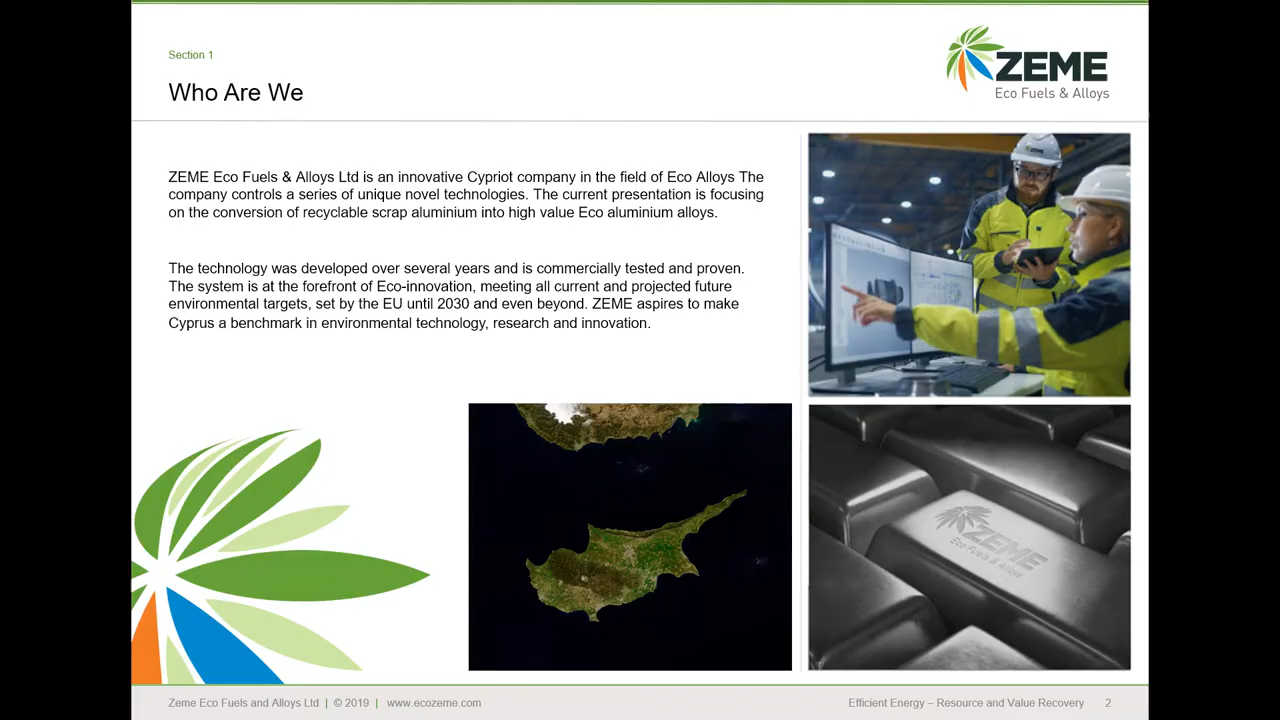 Section 1
Who Are We
ZEME
Eco Fuels & Alloys
ZEME Eco Fuels & Alloys Ltd is an innovative Cypriot company in the field of Eco Alloys The
company controls a series of unique novel technologies. The current presentation is focusing
on the conversion of recyclable scrap aluminium into high value Eco aluminium alloys.
The technology was developed over several years and is commercially tested and proven.
The system is at the forefront of Eco-innovation, meeting all current and projected future
environmental targets, set by the EU until 2030 and even beyond. ZEME aspires to make
Cyprus a benchmark in environmental technology, research and innovation.
ZEME
ZEME
Eco Fuels & Alloys
Zeme Eco Fuels and Alloys Ltd | © 2019 | www.ecozeme.com
Efficient Energy – Resource and Value Recovery 2